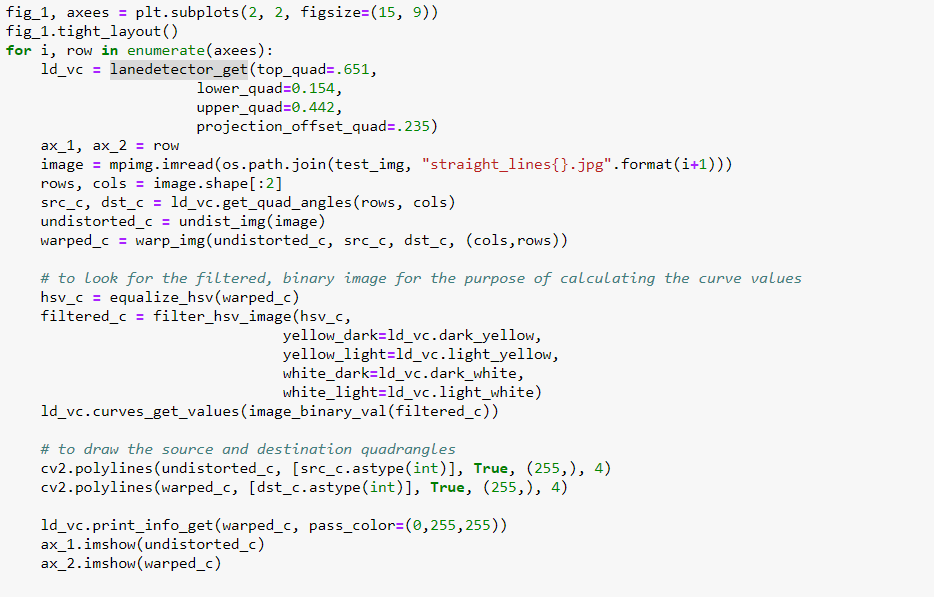 fig_1, axees = plt.subplots(2, 2, figsize=(15, 9))
fig_1.tight_layout()
for i, row in enumerate(axees):
    ld_vc = lanedetector_get(top_quad=.651,
                      lower_quad=0.154,
                      upper_quad=0.442,
                      projection_offset_quad=.235)
    ax_1, ax_2 = row
    image = mpimg.imread(os.path.join(test_img, "straight_lines{}.jpg".format(i+1)))
    rows, cols = image.shape[:2]
    src_c, dst_c = ld_vc.get_quad_angles(rows, cols)
    undistorted_c = undist_img(image)
    warped_c = warp_img(undistorted_c, src_c, dst_c, (cols,rows))

    # to look for the filtered, binary image for the purpose of calculating the curve values
    hsv_c = equalize_hsv(warped_c)
    filtered_c = filter_hsv_image(hsv_c,
                                yellow_dark=ld_vc.dark_yellow,
                                yellow_light=ld_vc.light_yellow,
                                white_dark=ld_vc.dark_white,
                                white_light=ld_vc.light_white)
    ld_vc.curves_get_values(image_binary_val(filtered_c))

    # to draw the source and destination quadrangles
    cv2.polylines(undistorted_c, [src_c.astype(int)], True, (255,), 4)
    cv2.polylines(warped_c, [dst_c.astype(int)], True, (255,), 4)

    ld_vc.print_info_get(warped_c, pass_color=(0,255,255))
    ax_1.imshow(undistorted_c)
    ax_2.imshow(warped_c)